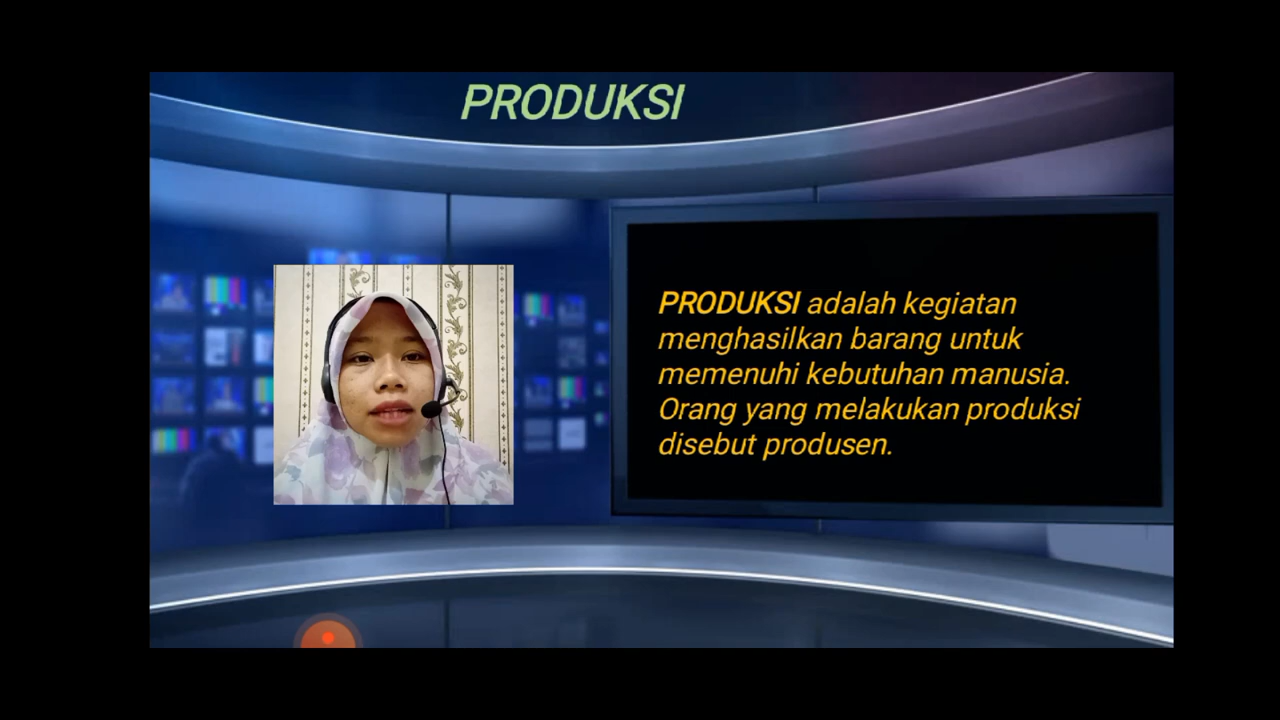 PRODUKSI
PRODUKSI adalah kegiatan
menghasilkan barang untuk
memenuhi kebutuhan manusia.
Orang yang melakukan produksi
disebut produsen.